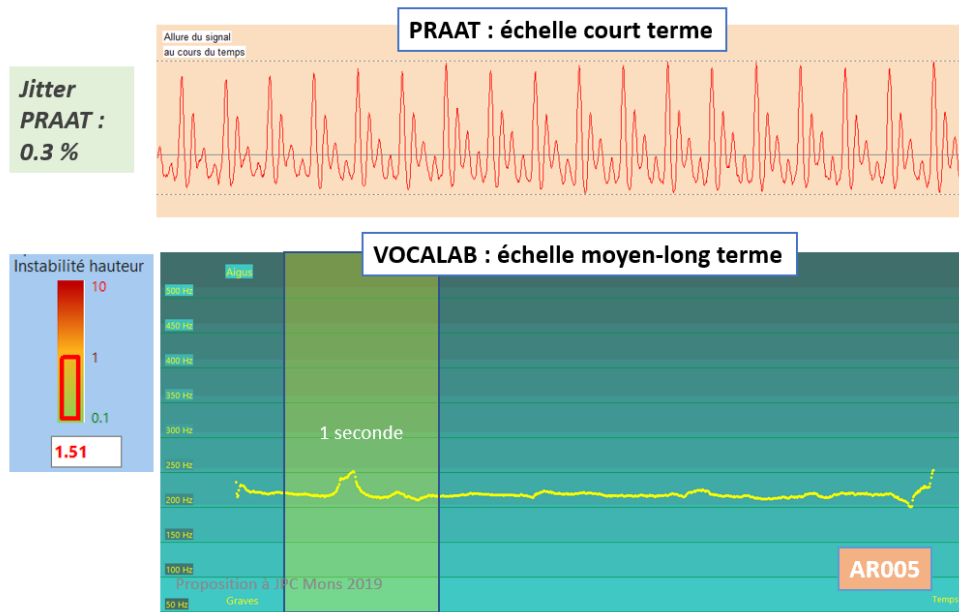 PRAAT : échelle court terme
Allure du signal
au cours du temps
Jitter
PRAAT :
0.3 %
VOCALAB : échelle moyen-long terme
Instabilité hauteur
10
1
0.1
1.51
Aigus
500 Hz
450 Hz
400 Hz
350 Hz
300 Hz
250 Hz
200 Hz
150 Hz
100 Hz
50 Hz
1 seconde
Proposition à JPC Mons 2019
Graves
AR005
Temps